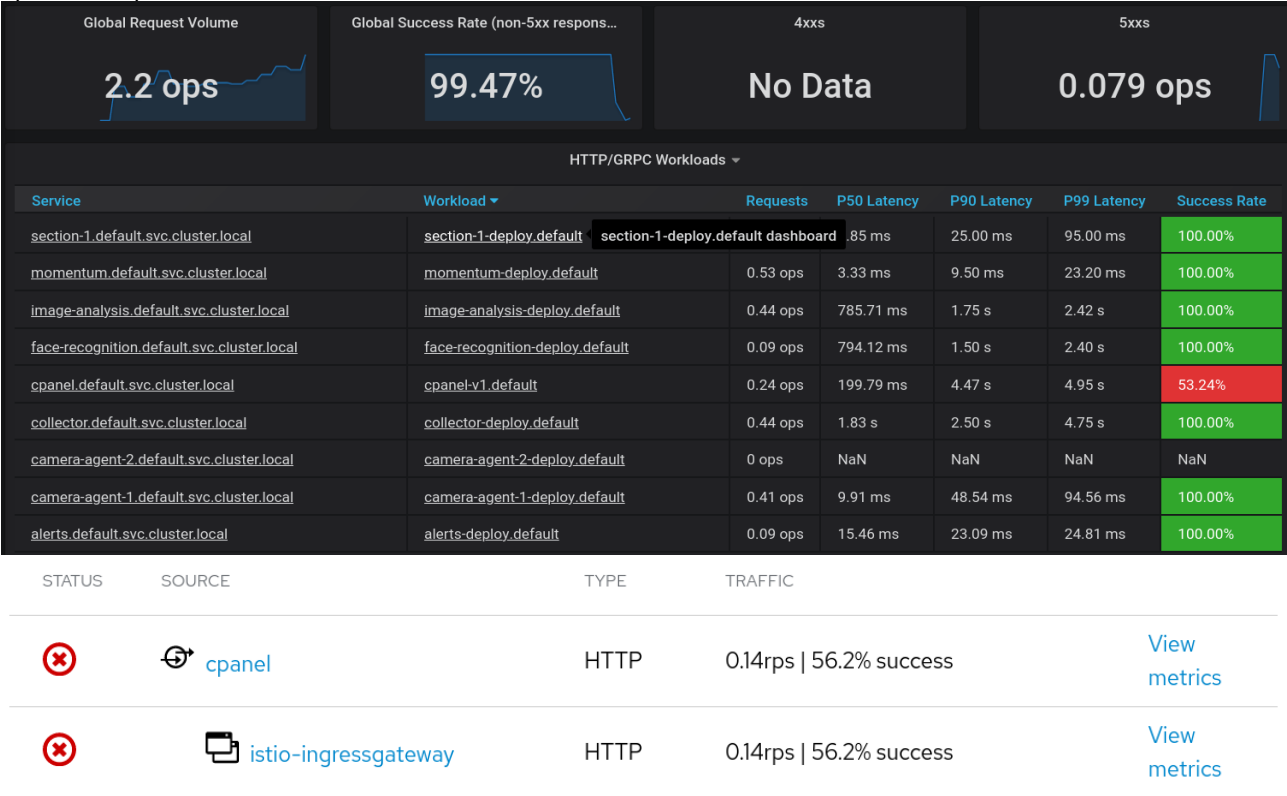 Global Request Volume Global Success Rate (non-5xx respons... 4xxs 5xxs
2.2 ops 99.47% No Data 0.079 ops
HTTP/GRPC Workloads
Service Workload Requests P50 Latency P90 Latency P99 Latency Success Rate
section-1.default.svc.cluster.local section-1-deploy.default section-1-deploy.default dashboard .85 ms 25.00 ms 95.00 ms 100.00%
momentum.default.svc.cluster.local momentum-deploy.default 0.53 ops 3.33 ms 9.50 ms 23.20 ms 100.00%
image-analysis.default.svc.cluster.local image-analysis-deploy.default 0.44 ops 785.71 ms 1.75 s 2.42 s 100.00%
face-recognition.default.svc.cluster.local face-recognition-deploy.default 0.09 ops 794.12 ms 1.50 s 2.40 s 100.00%
cpanel.default.svc.cluster.local cpanel-v1.default 0.24 ops 199.79 ms 4.47 s 4.95 s 53.24%
collector.default.svc.cluster.local collector-deploy.default 0.44 ops 1.83 s 2.50 s 4.75 s 100.00%
camera-agent-2.default.svc.cluster.local camera-agent-2-deploy.default 0 ops NaN NaN NaN NaN
camera-agent-1.default.svc.cluster.local camera-agent-1-deploy.default 0.41 ops 9.91 ms 48.54 ms 94.56 ms 100.00%
alerts.default.svc.cluster.local alerts-deploy.default 0.09 ops 15.46 ms 23.09 ms 24.81 ms 100.00%
STATUS SOURCE TYPE TRAFFIC
cpanel HTTP 0.14rps | 56.2% success View metrics
istio-ingressgateway HTTP 0.14rps | 56.2% success View metrics